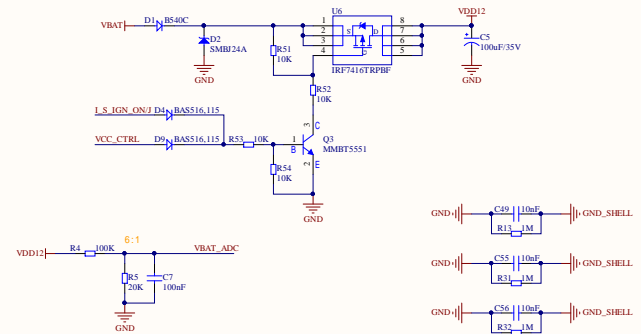 U6
D1 B540C
VDD12
VBAT
1 8
2 S D 7
3 6
4 G 5
D2
SMBJ24A
R51
10K
C5
100uF/35V
GND
IRF7416TRPBF
GND
R52
10K
I_S_IGN_ON/J D4 BAS516,115
3 C
Q3
VCC_CTRL D9 BAS516,115 R53 10K 1
B
MMBT5551
2 E
R54
10K
GND
C49 10nF
GND GND_SHELL
R13 1M
6:1
VDD12 R4 100K VBAT_ADC
C55 10nF
GND GND_SHELL
R31 1M
R5
20K
C7
100nF
GND
C56 10nF
GND GND_SHELL
R32 1M